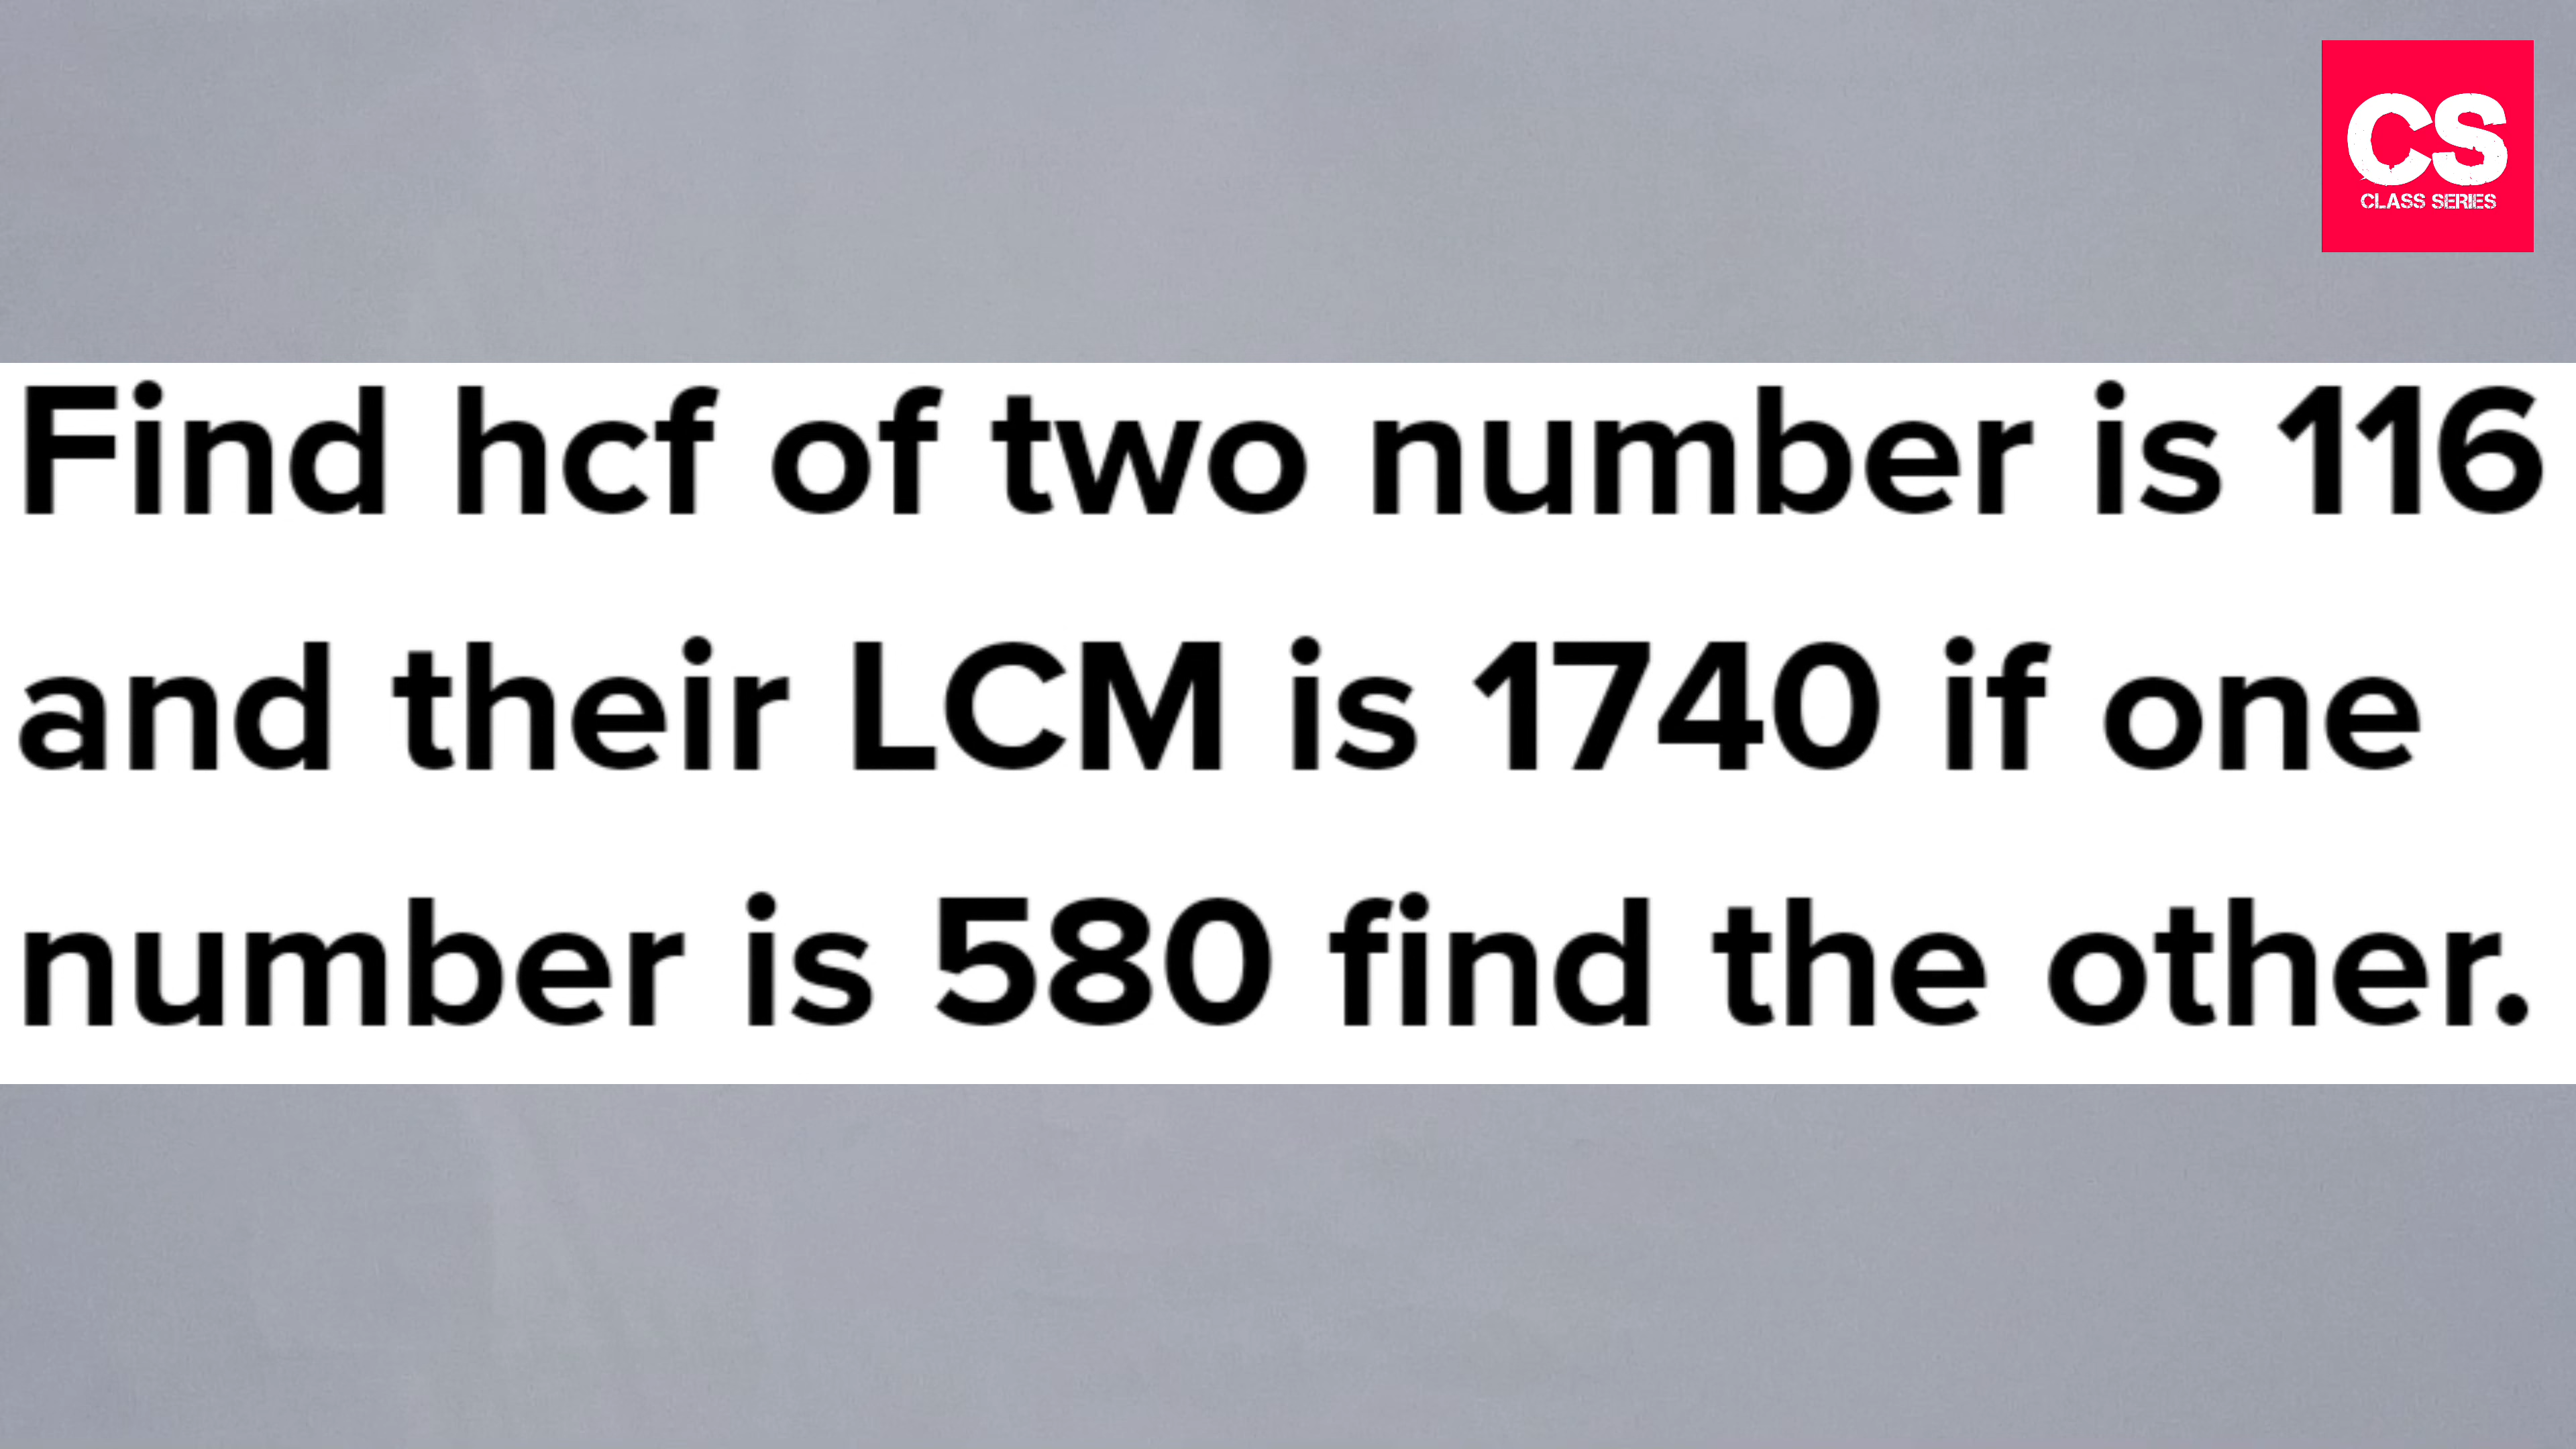 CS
CLASS SERIES
Find hcf of two number is 116
and their LCM is 1740 if one
number is 580 find the other.